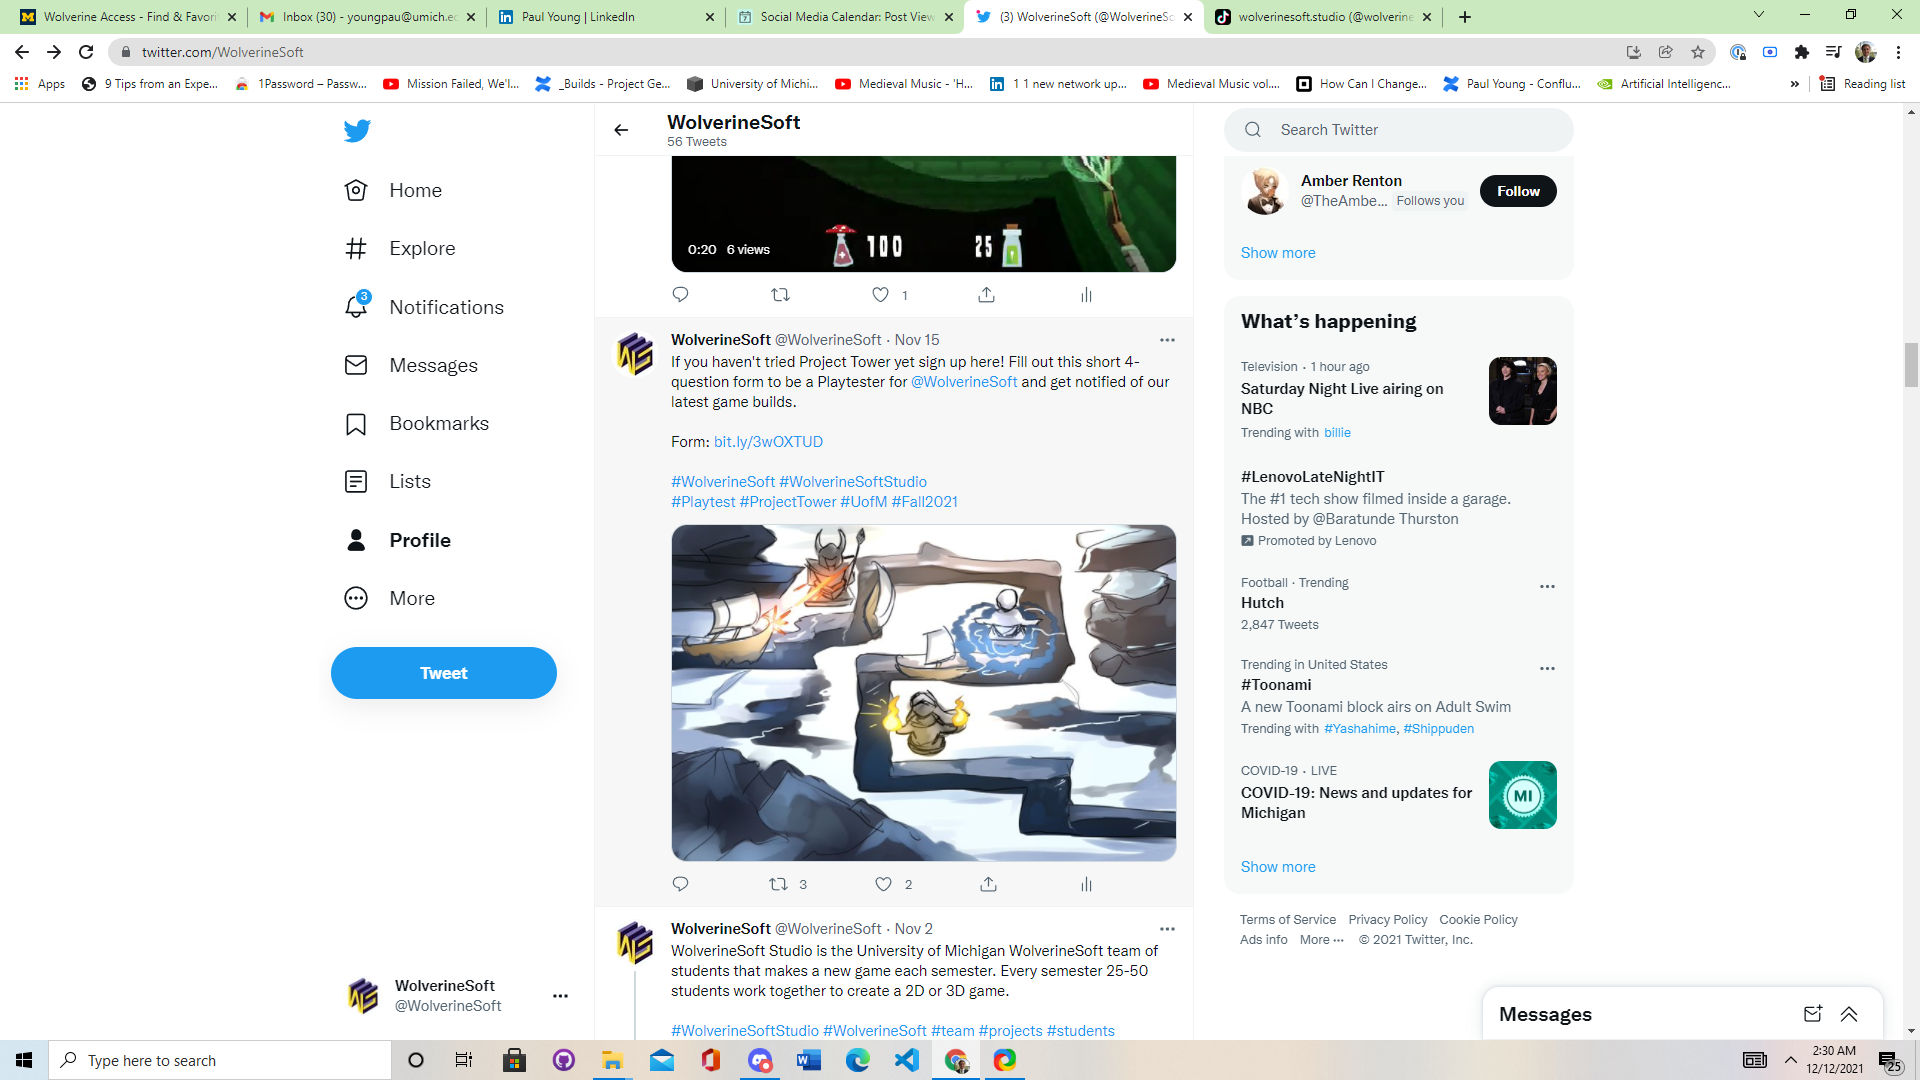 Wolverine Access - Find & Favori
Inbox (30) - youngpau@umich.ed
Paul Young | LinkedIn
Social Media Calendar: Post View
(3) WolverineSoft (@WolverineSo
wolverinesoft.studio (@wolverine
twitter.com/WolverineSoft
Apps
9 Tips from an Expe...
1Password – Passw...
Mission Failed, We'l...
_Builds - Project Ge...
University of Michi...
Medieval Music - 'H...
1 1 new network up...
Medieval Music vol....
How Can I Change...
Paul Young - Conflu...
Artificial Intelligenc...
»
Reading list
Home
Explore
3
Notifications
Messages
Bookmarks
Lists
Profile
More
Tweet
WolverineSoft
@WolverineSoft
WolverineSoft
56 Tweets
0:20 6 views
100
25
1
WolverineSoft @WolverineSoft · Nov 15
If you haven't tried Project Tower yet sign up here! Fill out this short 4-
question form to be a Playtester for @WolverineSoft and get notified of our
latest game builds.
Form: bit.ly/3wOXTUD
#WolverineSoft #WolverineSoftStudio
#Playtest #ProjectTower #UofM #Fall2021
3
2
WolverineSoft @WolverineSoft · Nov 2
WolverineSoft Studio is the University of Michigan WolverineSoft team of
students that makes a new game each semester. Every semester 25-50
students work together to create a 2D or 3D game.
#WolverineSoftStudio #WolverineSoft #team #projects #students
Search Twitter
Amber Renton
@TheAmbe... Follows you
Follow
Show more
What's happening
Television · 1 hour ago
Saturday Night Live airing on
NBC
Trending with billie
#LenovoLateNightIT
The #1 tech show filmed inside a garage.
Hosted by @Baratunde Thurston
Promoted by Lenovo
Football · Trending
Hutch
2,847 Tweets
Trending in United States
#Toonami
A new Toonami block airs on Adult Swim
Trending with #Yashahime, #Shippuden
COVID-19 · LIVE
COVID-19: News and updates for
Michigan
MI
Show more
Terms of Service Privacy Policy Cookie Policy
Ads info More ··· © 2021 Twitter, Inc.
Messages
Type here to search
2:30 AM
12/12/2021
25